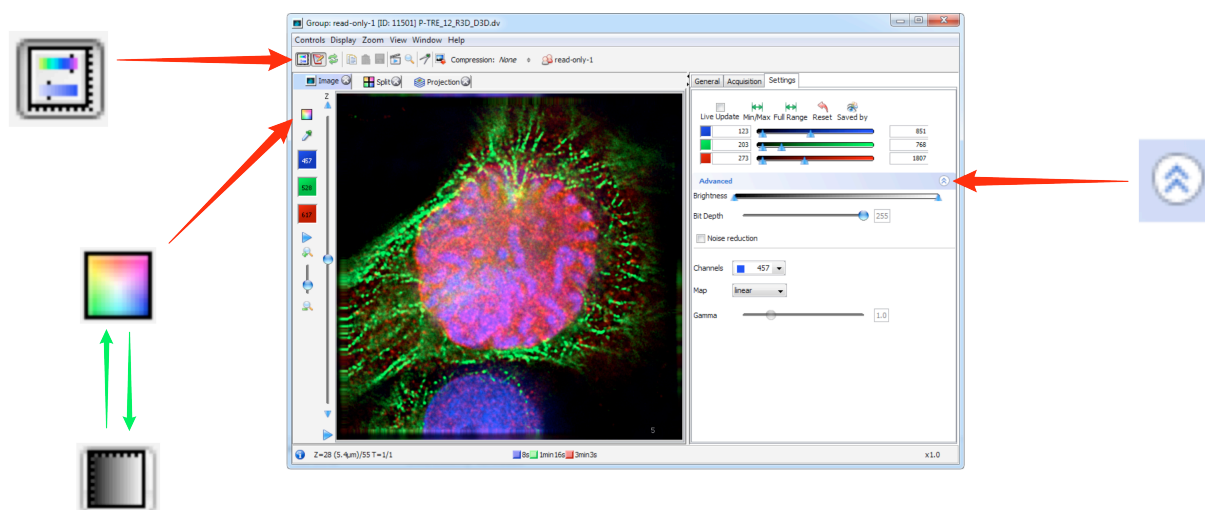 Group: read-only-1 [ID: 11501] P-TRE_12_R3D_D3D.dv
Controls Display Zoom View Window Help
Compression: None read-only-1
Image Split Projection
General Acquisition Settings
Z
Live Update Min/Max Full Range Reset Saved by
123 851
203 768
273 1807
457
528
617
Advanced
Brightness
Bit Depth 255
Noise reduction
Channels 457
Map linear
Gamma 1.0
5
Z=28 (5.4µm)/55 T=1/1 8s 1min16s 3min3s x1.0